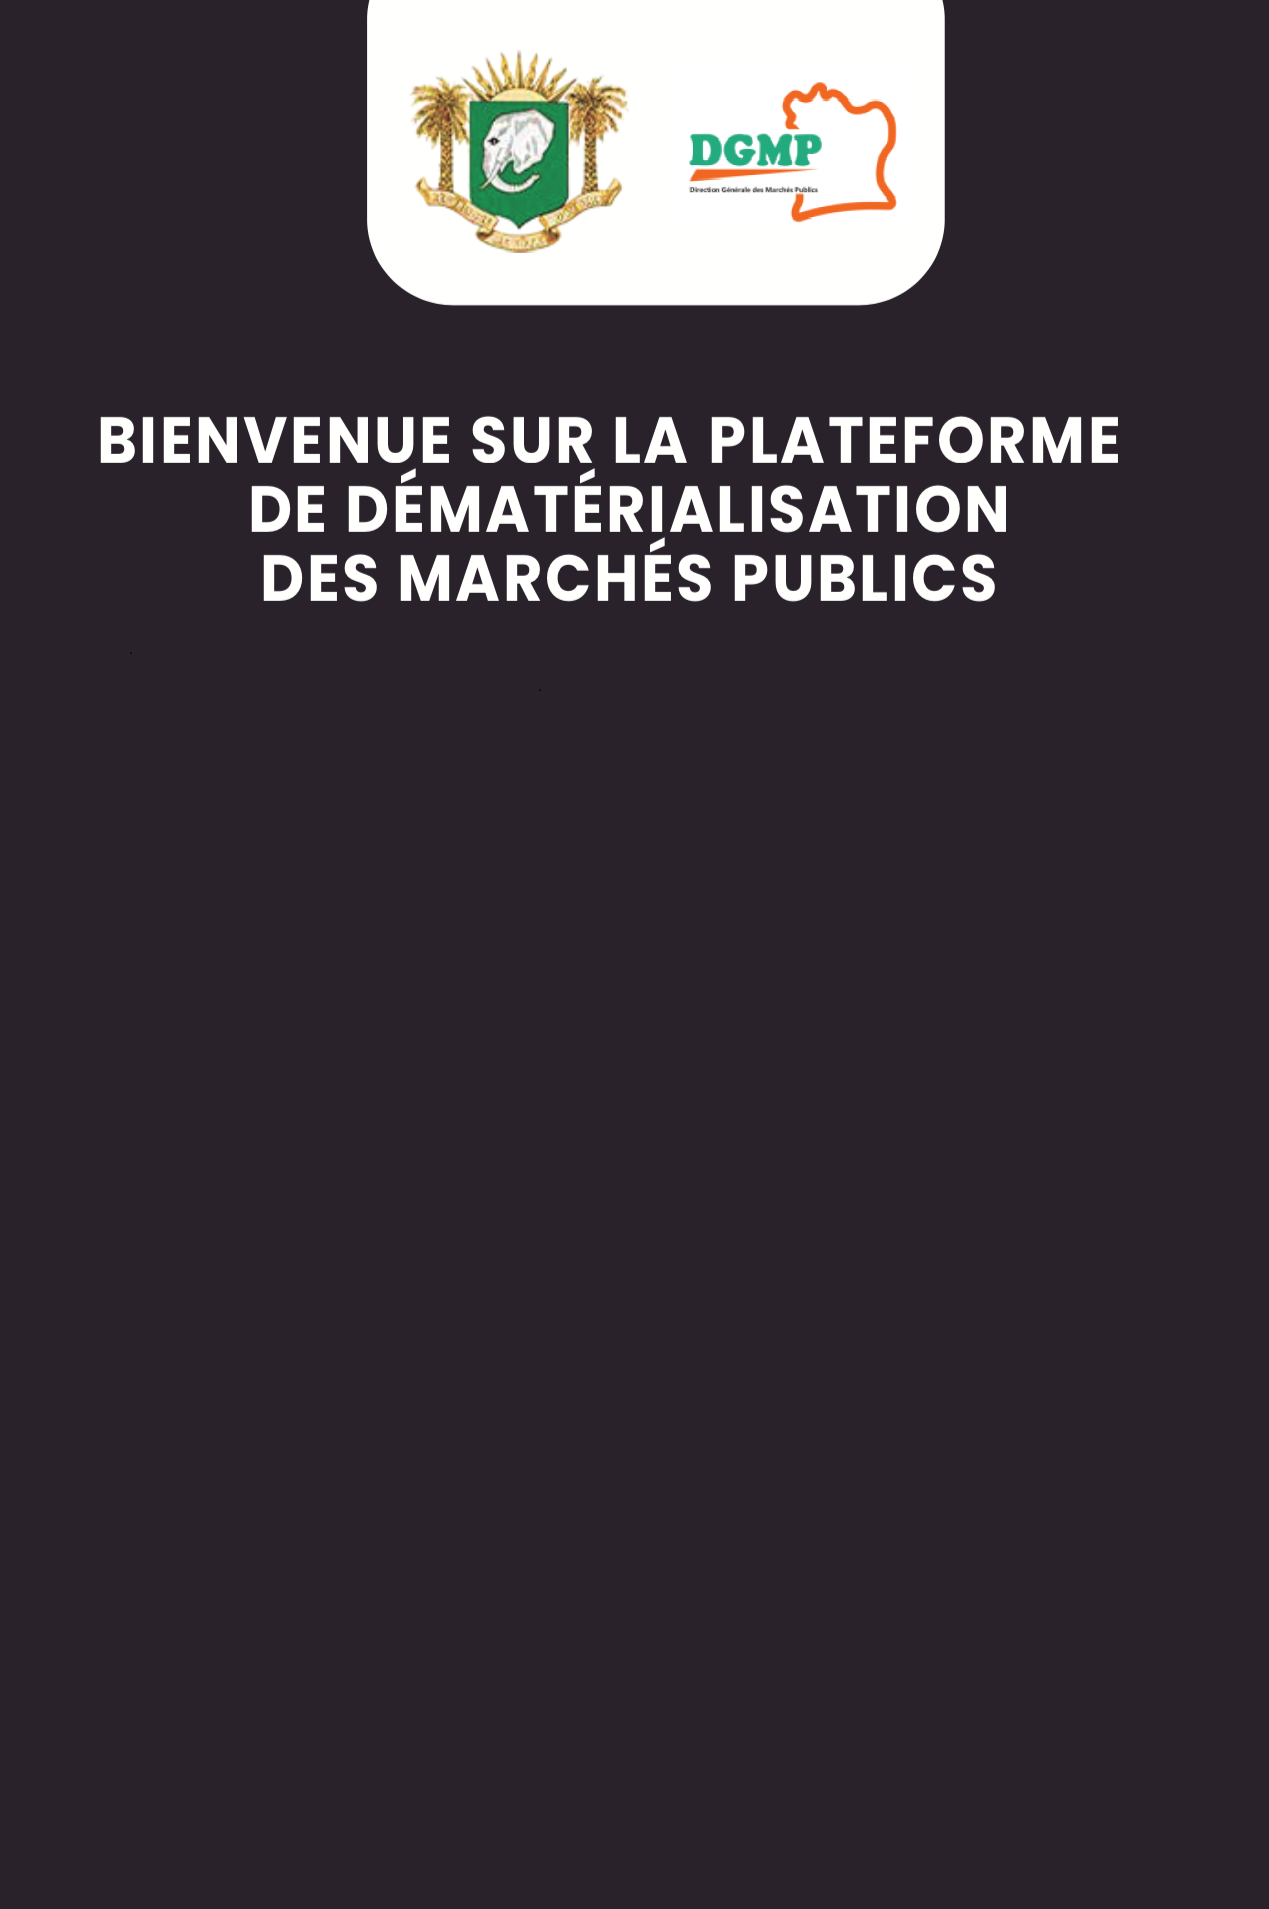 DGMP
Direction Générale des Marchés Publics
BIENVENUE SUR LA PLATEFORME
DE DÉMATÉRIALISATION
DES MARCHÉS PUBLICS